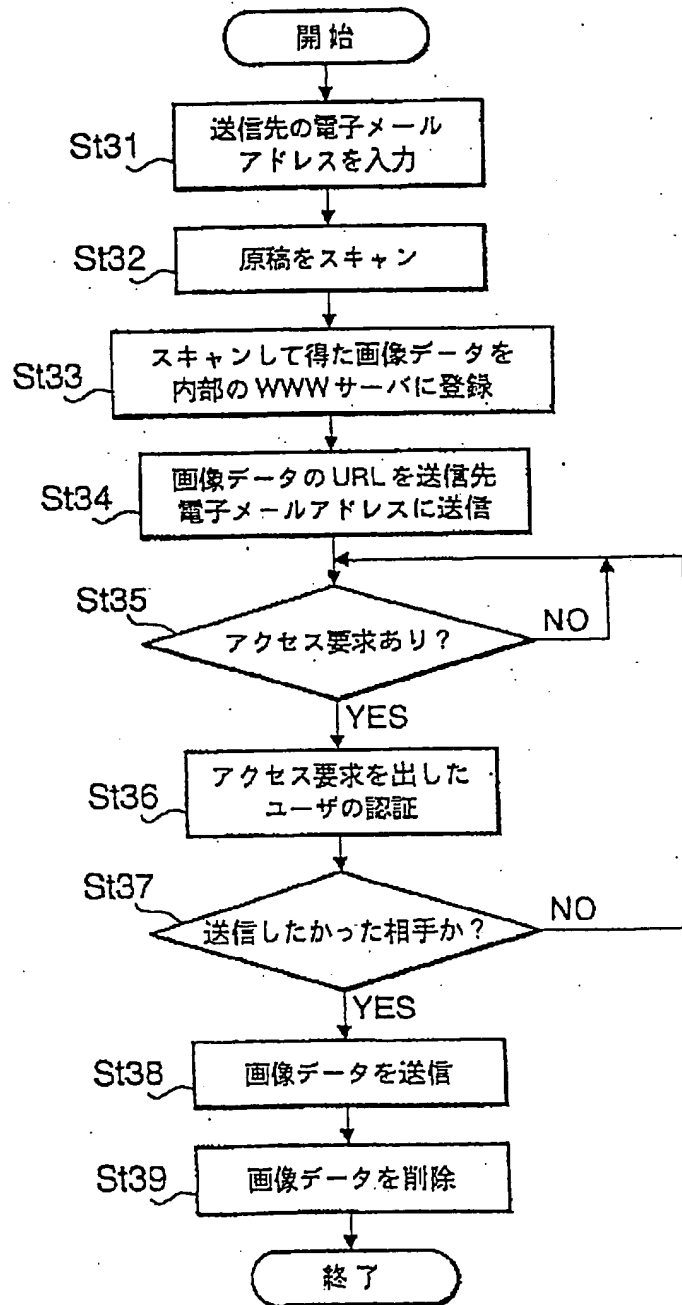 開始
St31
送信先の電子メール
アドレスを入力
St32
原稿をスキャン
St33
スキャンして得た画像データを
内部のWWWサーバに登録
St34
画像データのURLを送信先
電子メールアドレスに送信
St35
アクセス要求あり？
NO
YES
St36
アクセス要求を出した
ユーザの認証
St37
送信したかった相手か？
NO
YES
St38
画像データを送信
St39
画像データを削除
終了